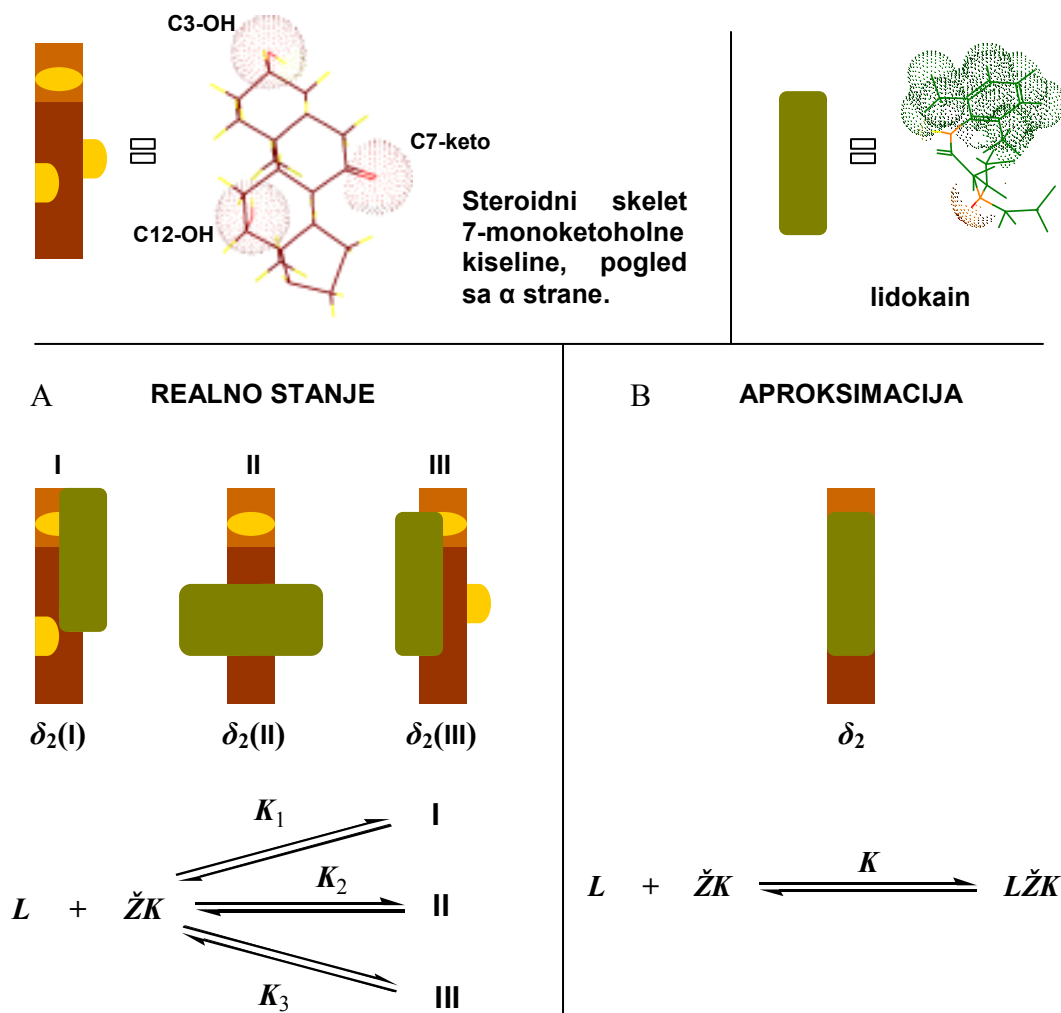 C3-OH
C7-keto
C12-OH
Steroidni skelet
7-monoketoholne
kiseline, pogled
sa α strane.
lidokain
A REALNO STANJE
I II III
δ2(I) δ2(II) δ2(III)
K1
K2
K3
L + ŽK
I
II
III
B APROKSIMACIJA
δ2
K
L + ŽK LŽK